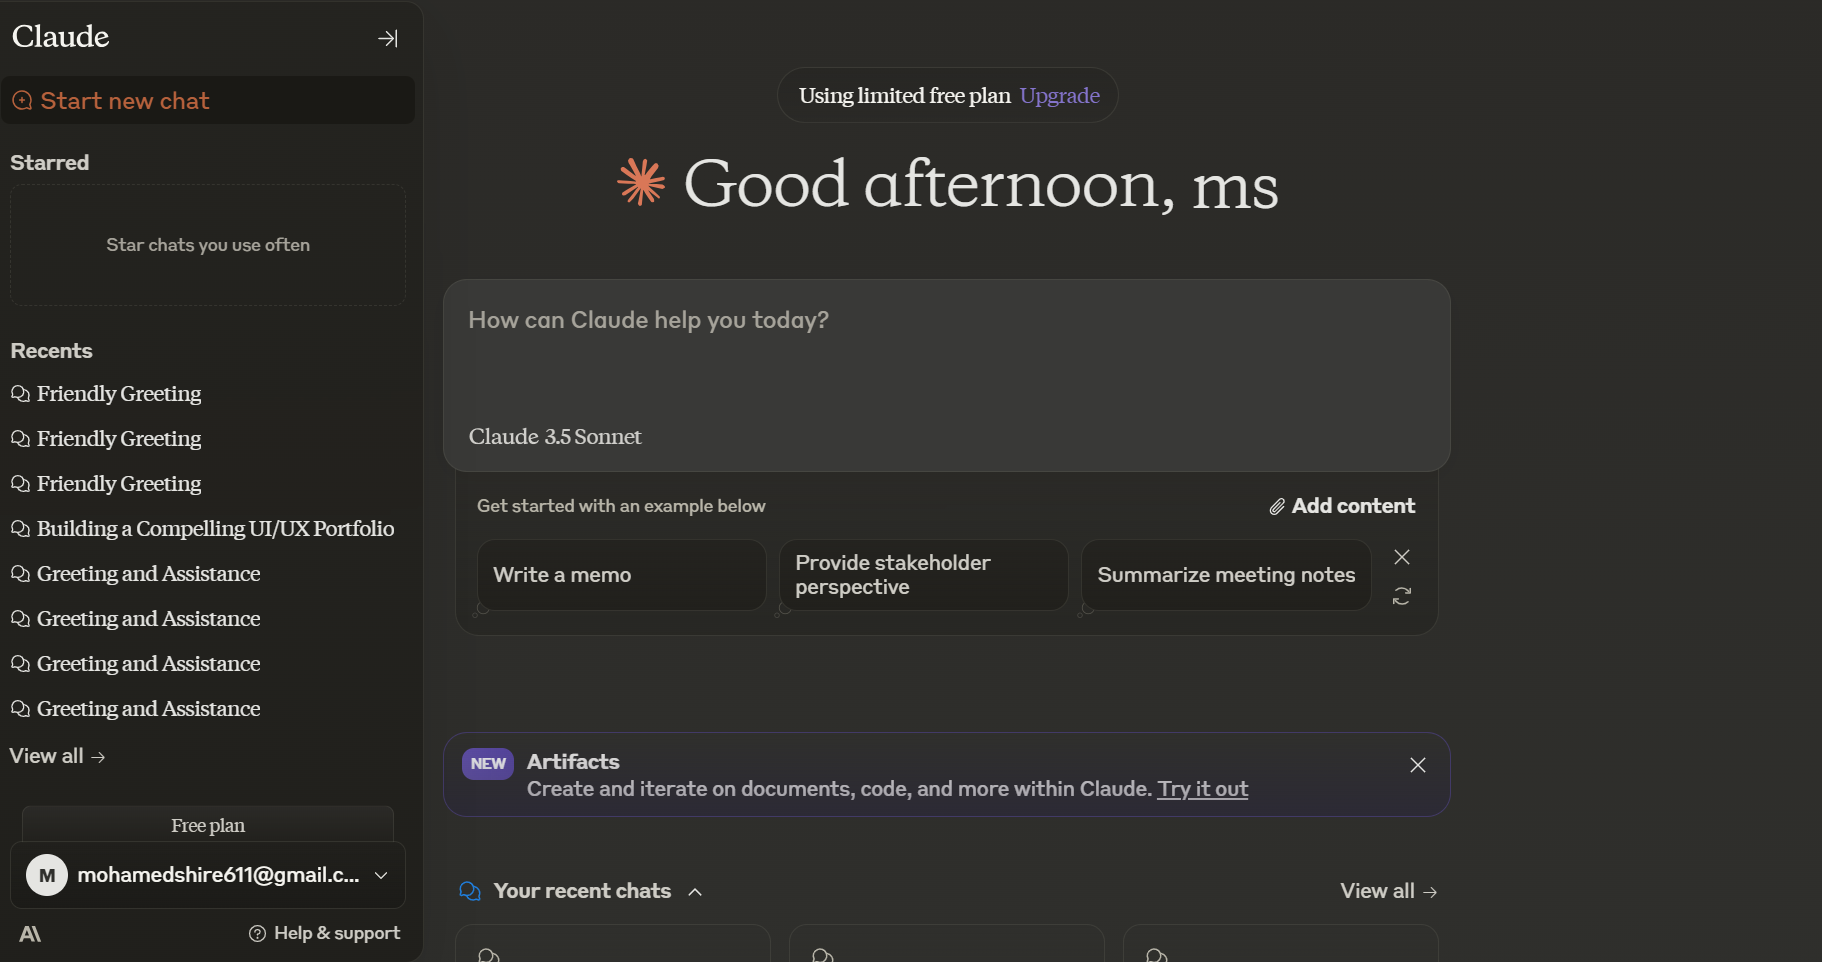 Claude
Start new chat
Starred
Star chats you use often
Recents
Friendly Greeting
Friendly Greeting
Friendly Greeting
Building a Compelling UI/UX Portfolio
Greeting and Assistance
Greeting and Assistance
Greeting and Assistance
Greeting and Assistance
View all →
Free plan
M mohamedshire611@gmail.c...
Help & support
Using limited free plan Upgrade
Good afternoon, ms
How can Claude help you today?
Claude 3.5 Sonnet
Get started with an example below
Add content
Write a memo
Provide stakeholder
perspective
Summarize meeting notes
NEW Artifacts
Create and iterate on documents, code, and more within Claude. Try it out
Your recent chats
View all →